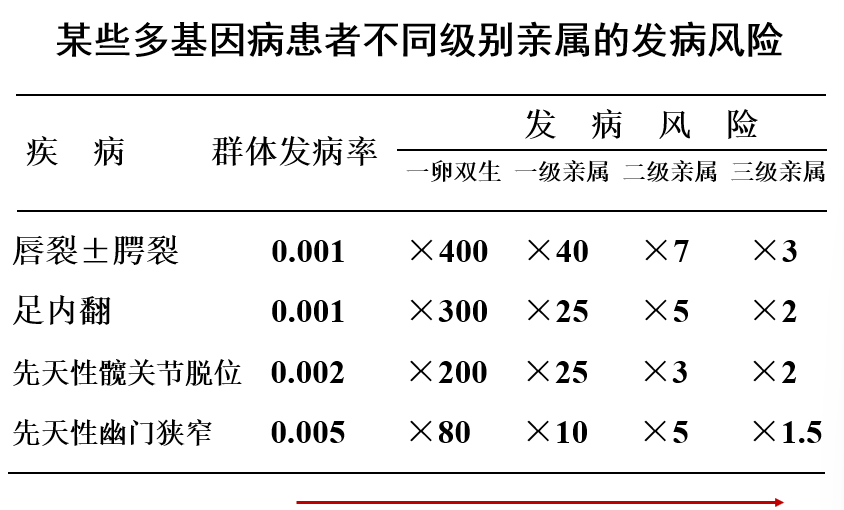 某些多基因病患者不同级别亲属的发病风险
疾 病 群体发病率 发 病 风 险
一卵双生 一级亲属 二级亲属 三级亲属
唇裂±腭裂 0.001 ×400 ×40 ×7 ×3
足内翻 0.001 ×300 ×25 ×5 ×2
先天性髋关节脱位 0.002 ×200 ×25 ×3 ×2
先天性幽门狭窄 0.005 ×80 ×10 ×5 ×1.5